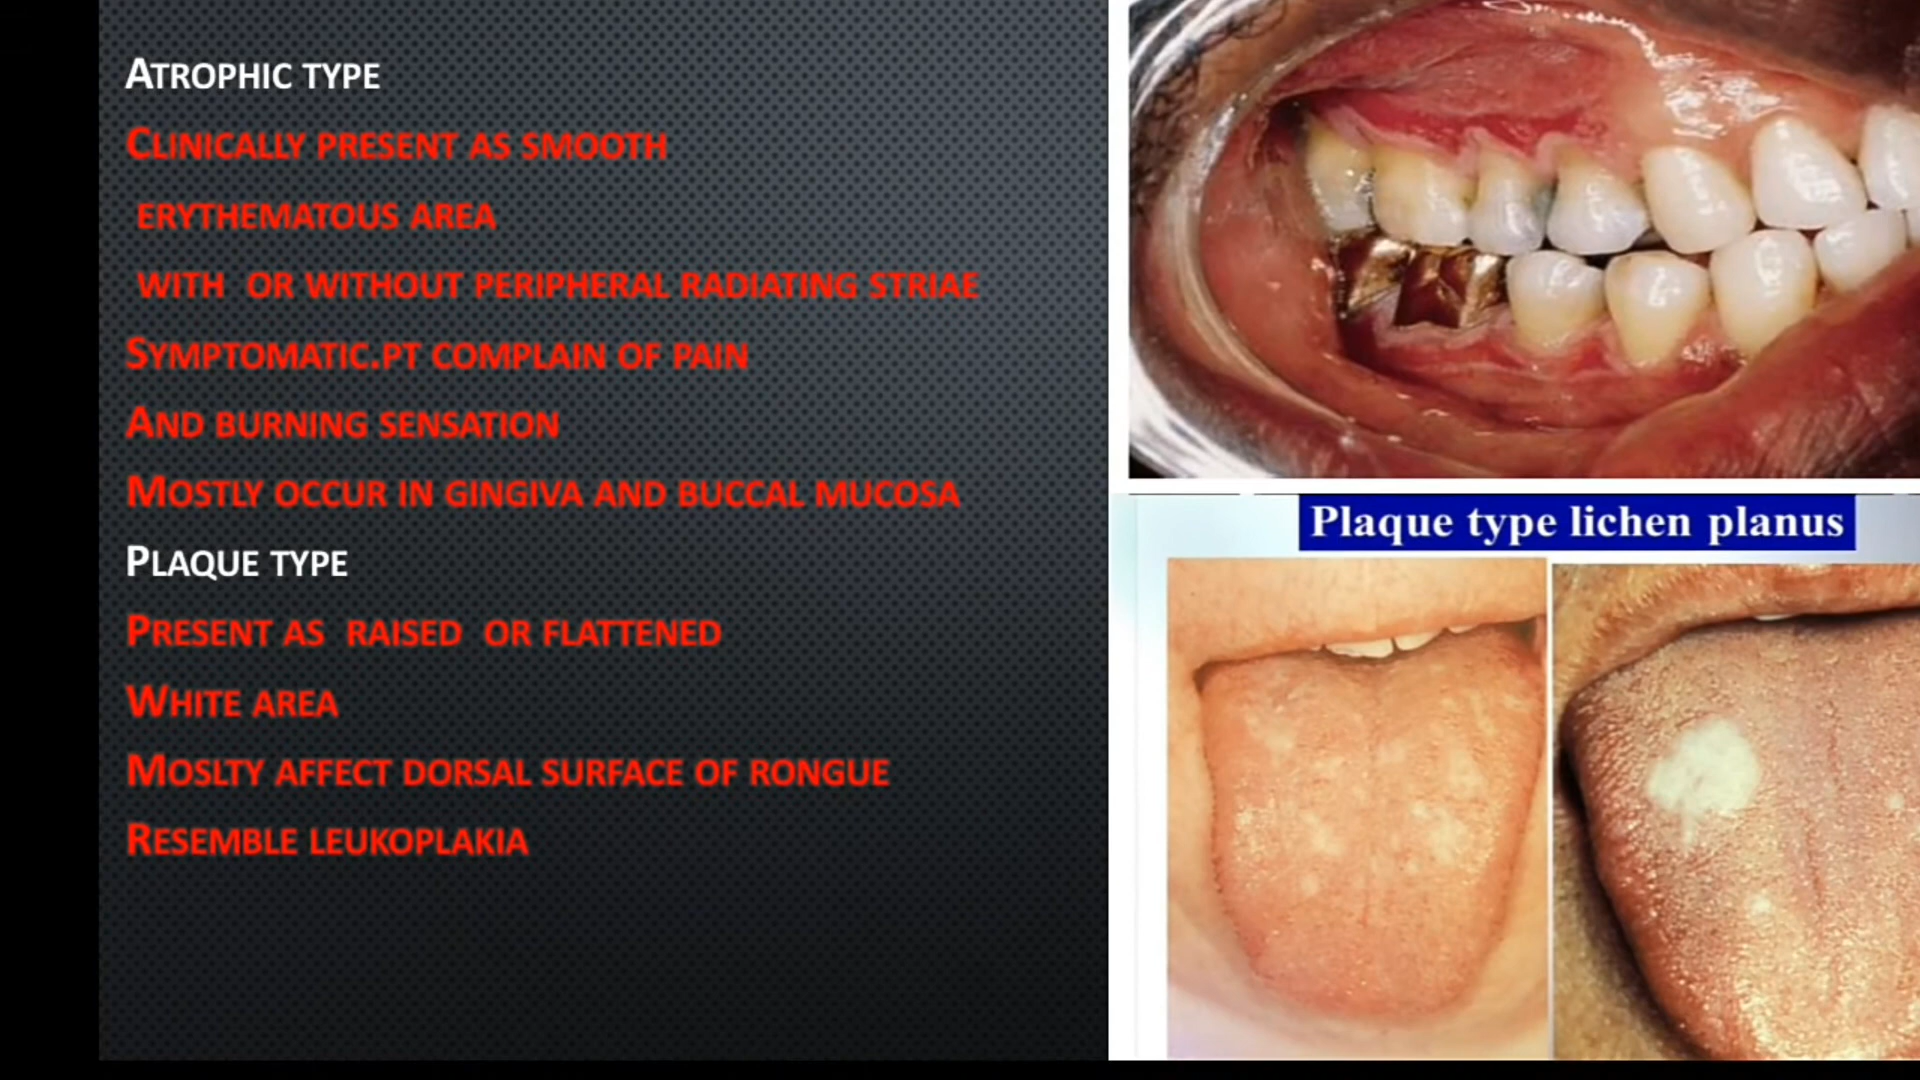 ATROPHIC TYPE
CLINICALLY PRESENT AS SMOOTH
ERYTHEMATOUS AREA
WITH OR WITHOUT PERIPHERAL RADIATING STRIAE
SYMPTOMATIC.PT COMPLAIN OF PAIN
AND BURNING SENSATION
MOSTLY OCCUR IN GINGIVA AND BUCCAL MUCOSA
PLAQUE TYPE
PRESENT AS RAISED OR FLATTENED
WHITE AREA
MOSLTY AFFECT DORSAL SURFACE OF RONGUE
RESEMBLE LEUKOPLAKIA
Plaque type lichen planus